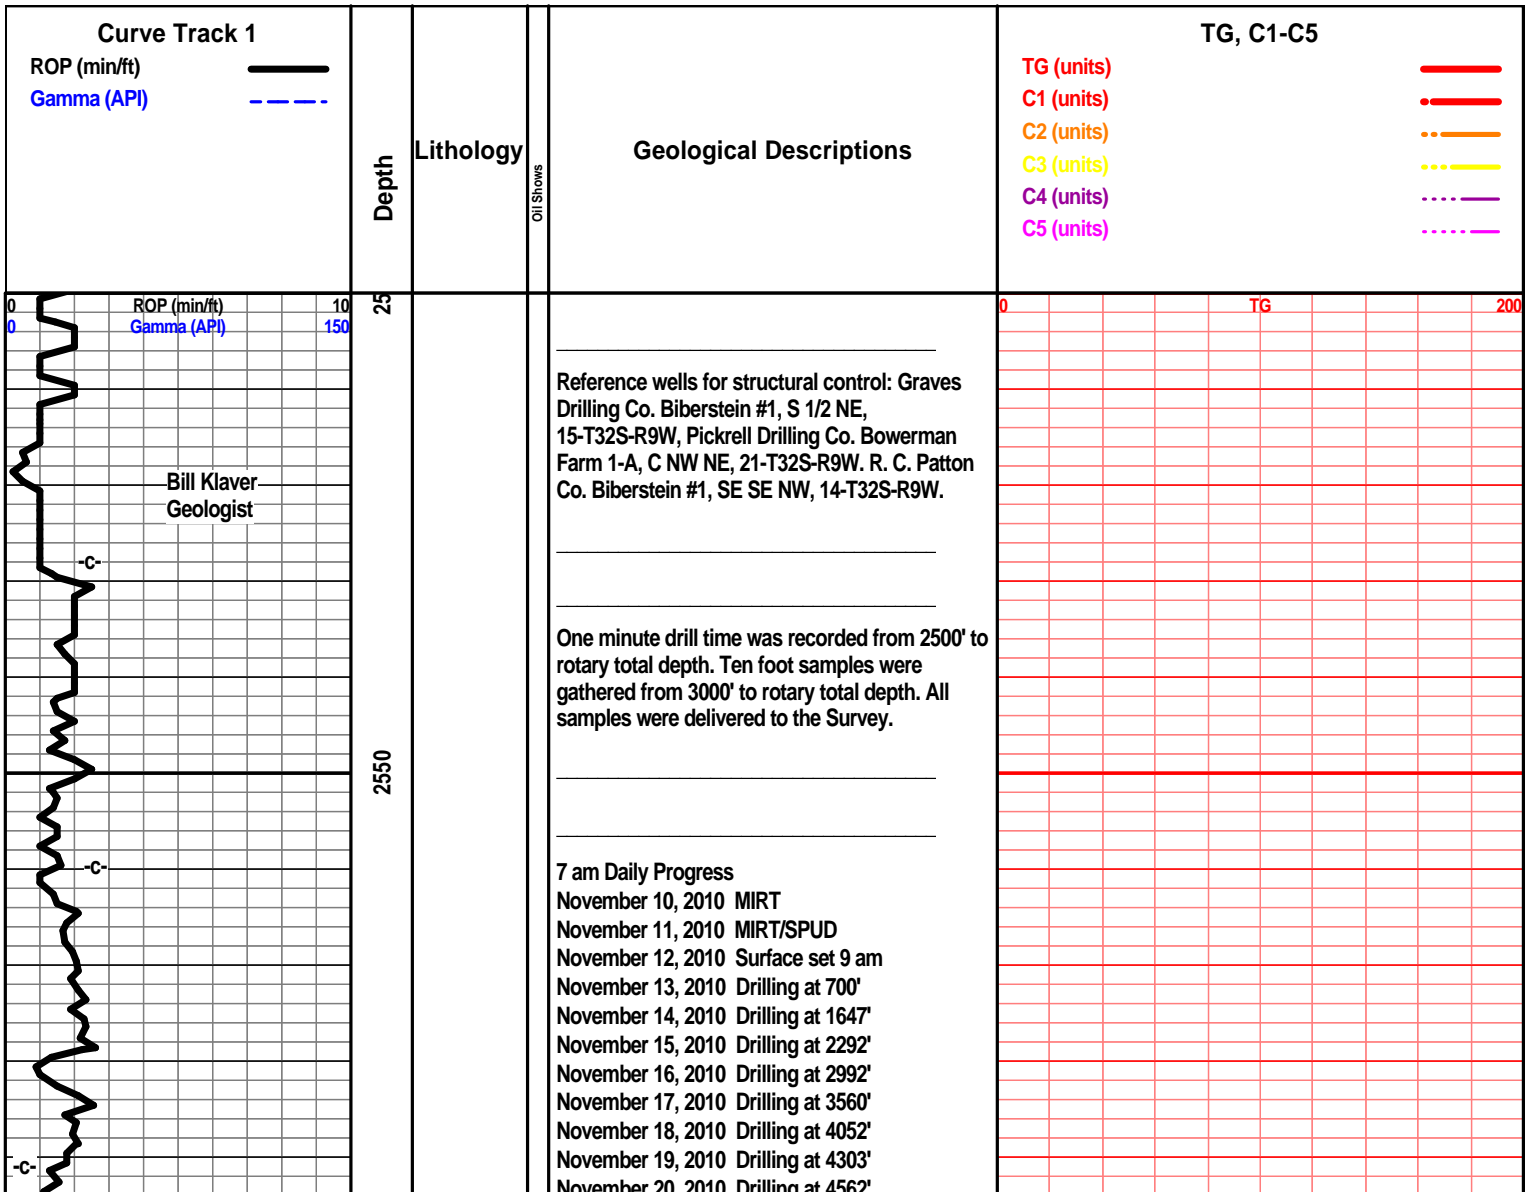 Curve Track 1
ROP (min/ft)
Gamma (API)
Depth
Lithology
Oil Shows
Geological Descriptions
TG, C1-C5
TG (units)
C1 (units)
C2 (units)
C3 (units)
C4 (units)
C5 (units)
0 ROP (min/ft) 10
0 Gamma (API) 150
25
0 TG 200
Bill Klaver
Geologist
-c-
2550
-c-
-c-
Reference wells for structural control: Graves
Drilling Co. Biberstein #1, S 1/2 NE,
15-T32S-R9W, Pickrell Drilling Co. Bowerman
Farm 1-A, C NW NE, 21-T32S-R9W. R. C. Patton
Co. Biberstein #1, SE SE NW, 14-T32S-R9W.
One minute drill time was recorded from 2500' to
rotary total depth. Ten foot samples were
gathered from 3000' to rotary total depth. All
samples were delivered to the Survey.
7 am Daily Progress
November 10, 2010 MIRT
November 11, 2010 MIRT/SPUD
November 12, 2010 Surface set 9 am
November 13, 2010 Drilling at 700'
November 14, 2010 Drilling at 1647'
November 15, 2010 Drilling at 2292'
November 16, 2010 Drilling at 2992'
November 17, 2010 Drilling at 3560'
November 18, 2010 Drilling at 4052'
November 19, 2010 Drilling at 4303'
November 20, 2010 Drilling at 4562'